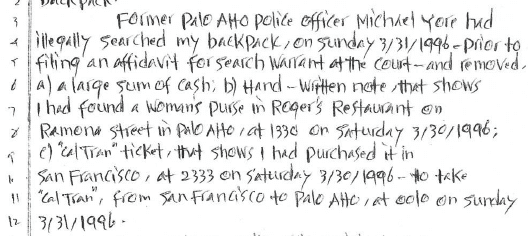 2 backpack.
3 Former Palo Alto Police officer Michael Yore had
4 illegally searched my backpack, on sunday 3/31/1996 - prior to
5 filing an affidavit for search warrant at the court - and removed.
6 a) a large sum of cash; b) Hand - written note, that shows
7 I had found a woman's purse in Roger's Restaurant on
8 Ramona street in Palo Alto, at 1330 on saturday 3/30/1996;
9 c) "Cal Tran" ticket, that shows I had purchased it in
San Francisco, at 2333 on saturday 3/30/1996 - to take
11 "Cal Tran", from san Francisco to Palo Alto, at 0010 on sunday
12 3/31/1996.